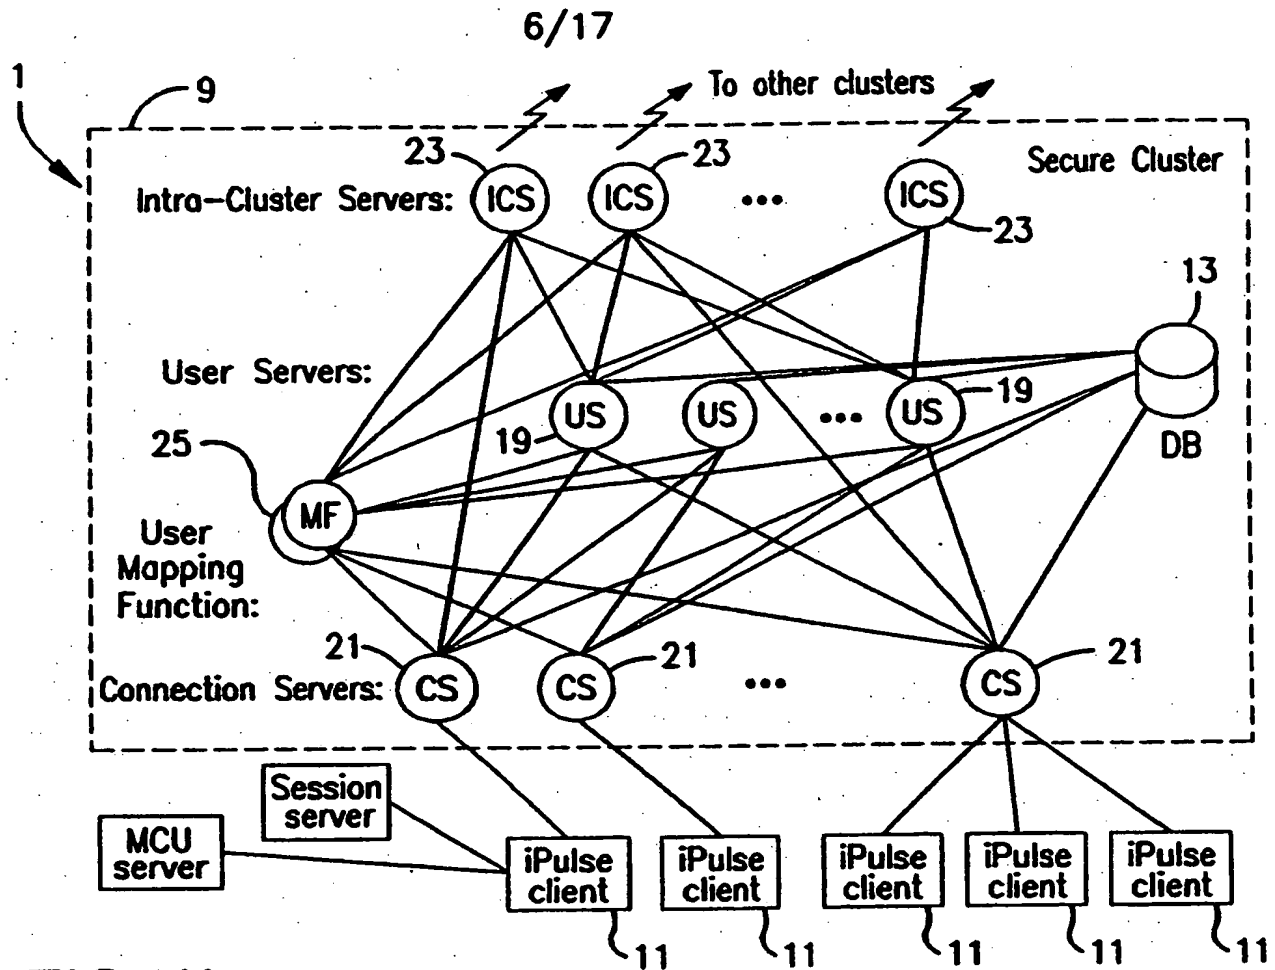 6/17
1
9
To other clusters
23
23
Secure Cluster
Intra-Cluster Servers:
ICS
ICS
...
ICS
23
13
User Servers:
19
US
US
...
US
19
DB
25
MF
User
Mapping
Function:
21
21
21
Connection Servers:
CS
CS
...
CS
Session
server
MCU
server
iPulse
client
iPulse
client
iPulse
client
iPulse
client
iPulse
client
11
11
11
11
11